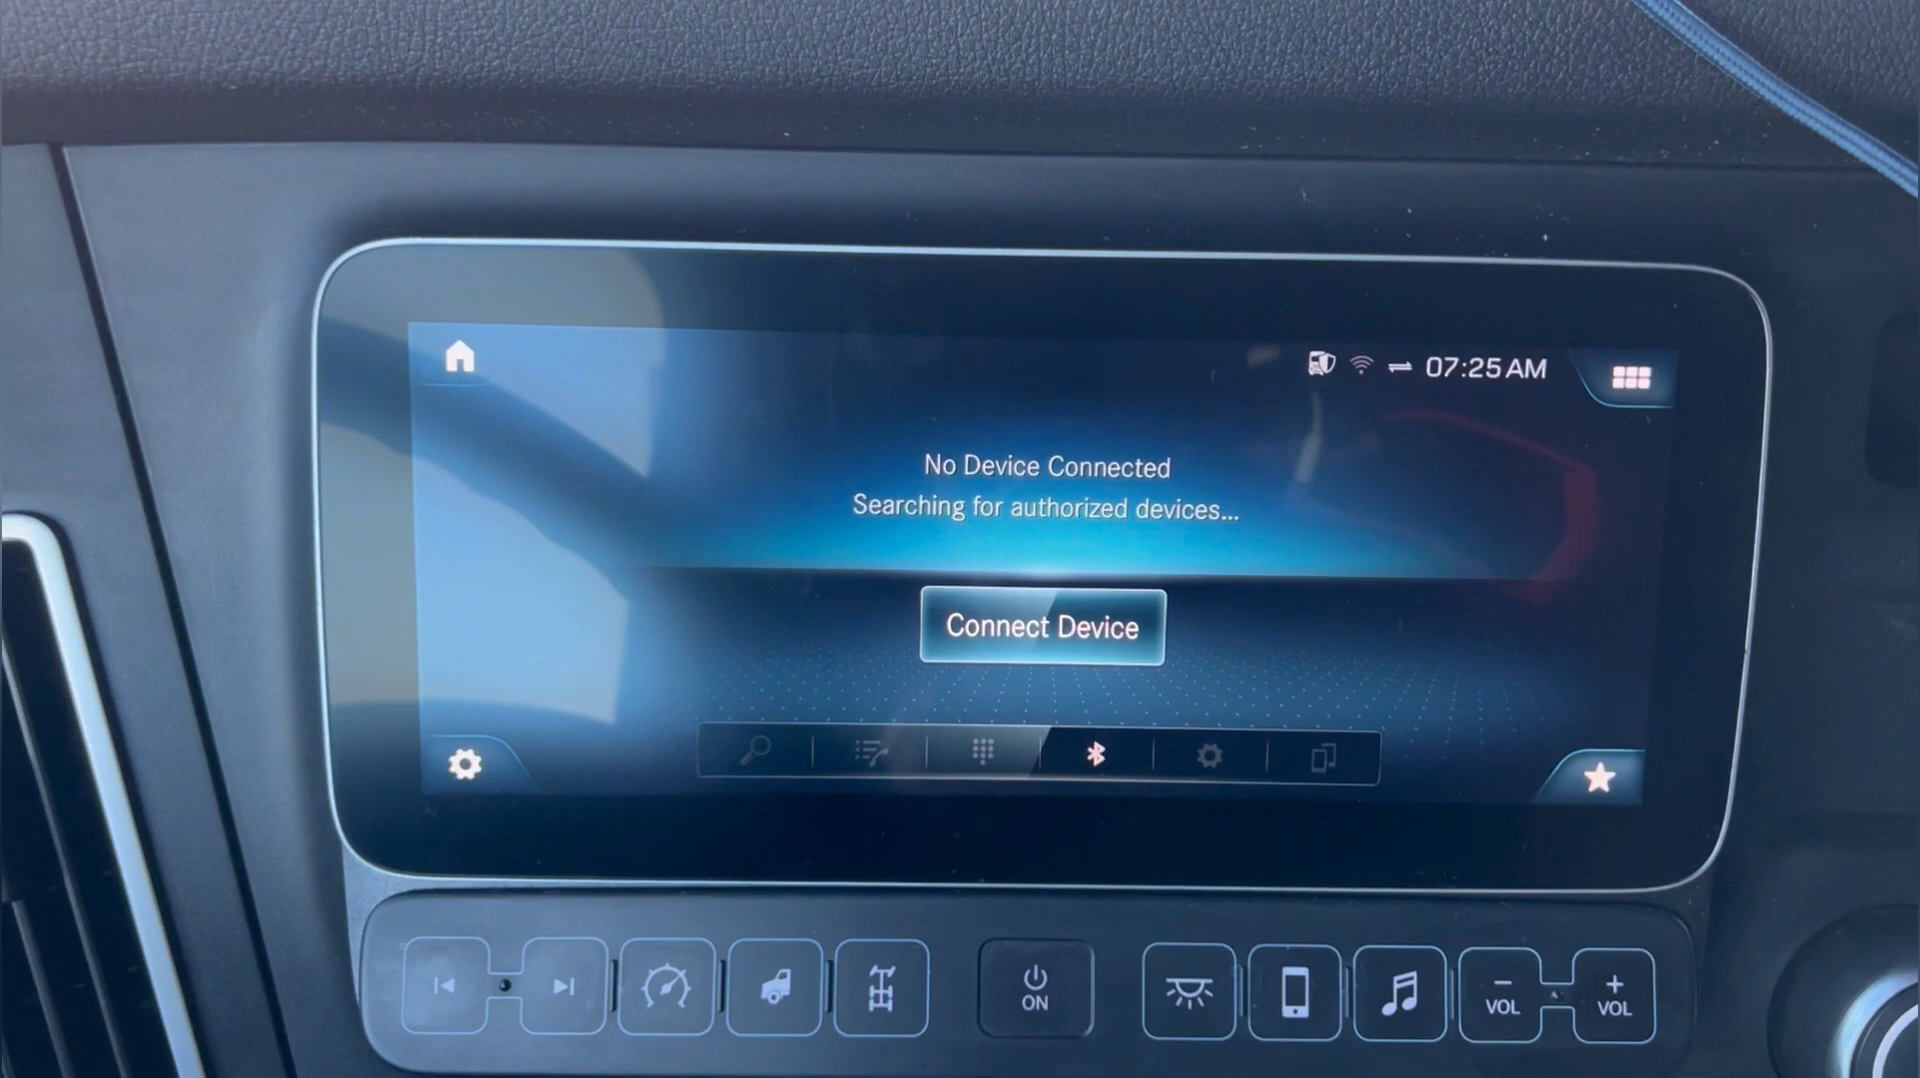 07:25 AM
No Device Connected
Searching for authorized devices...
Connect Device
ON
VOL
VOL